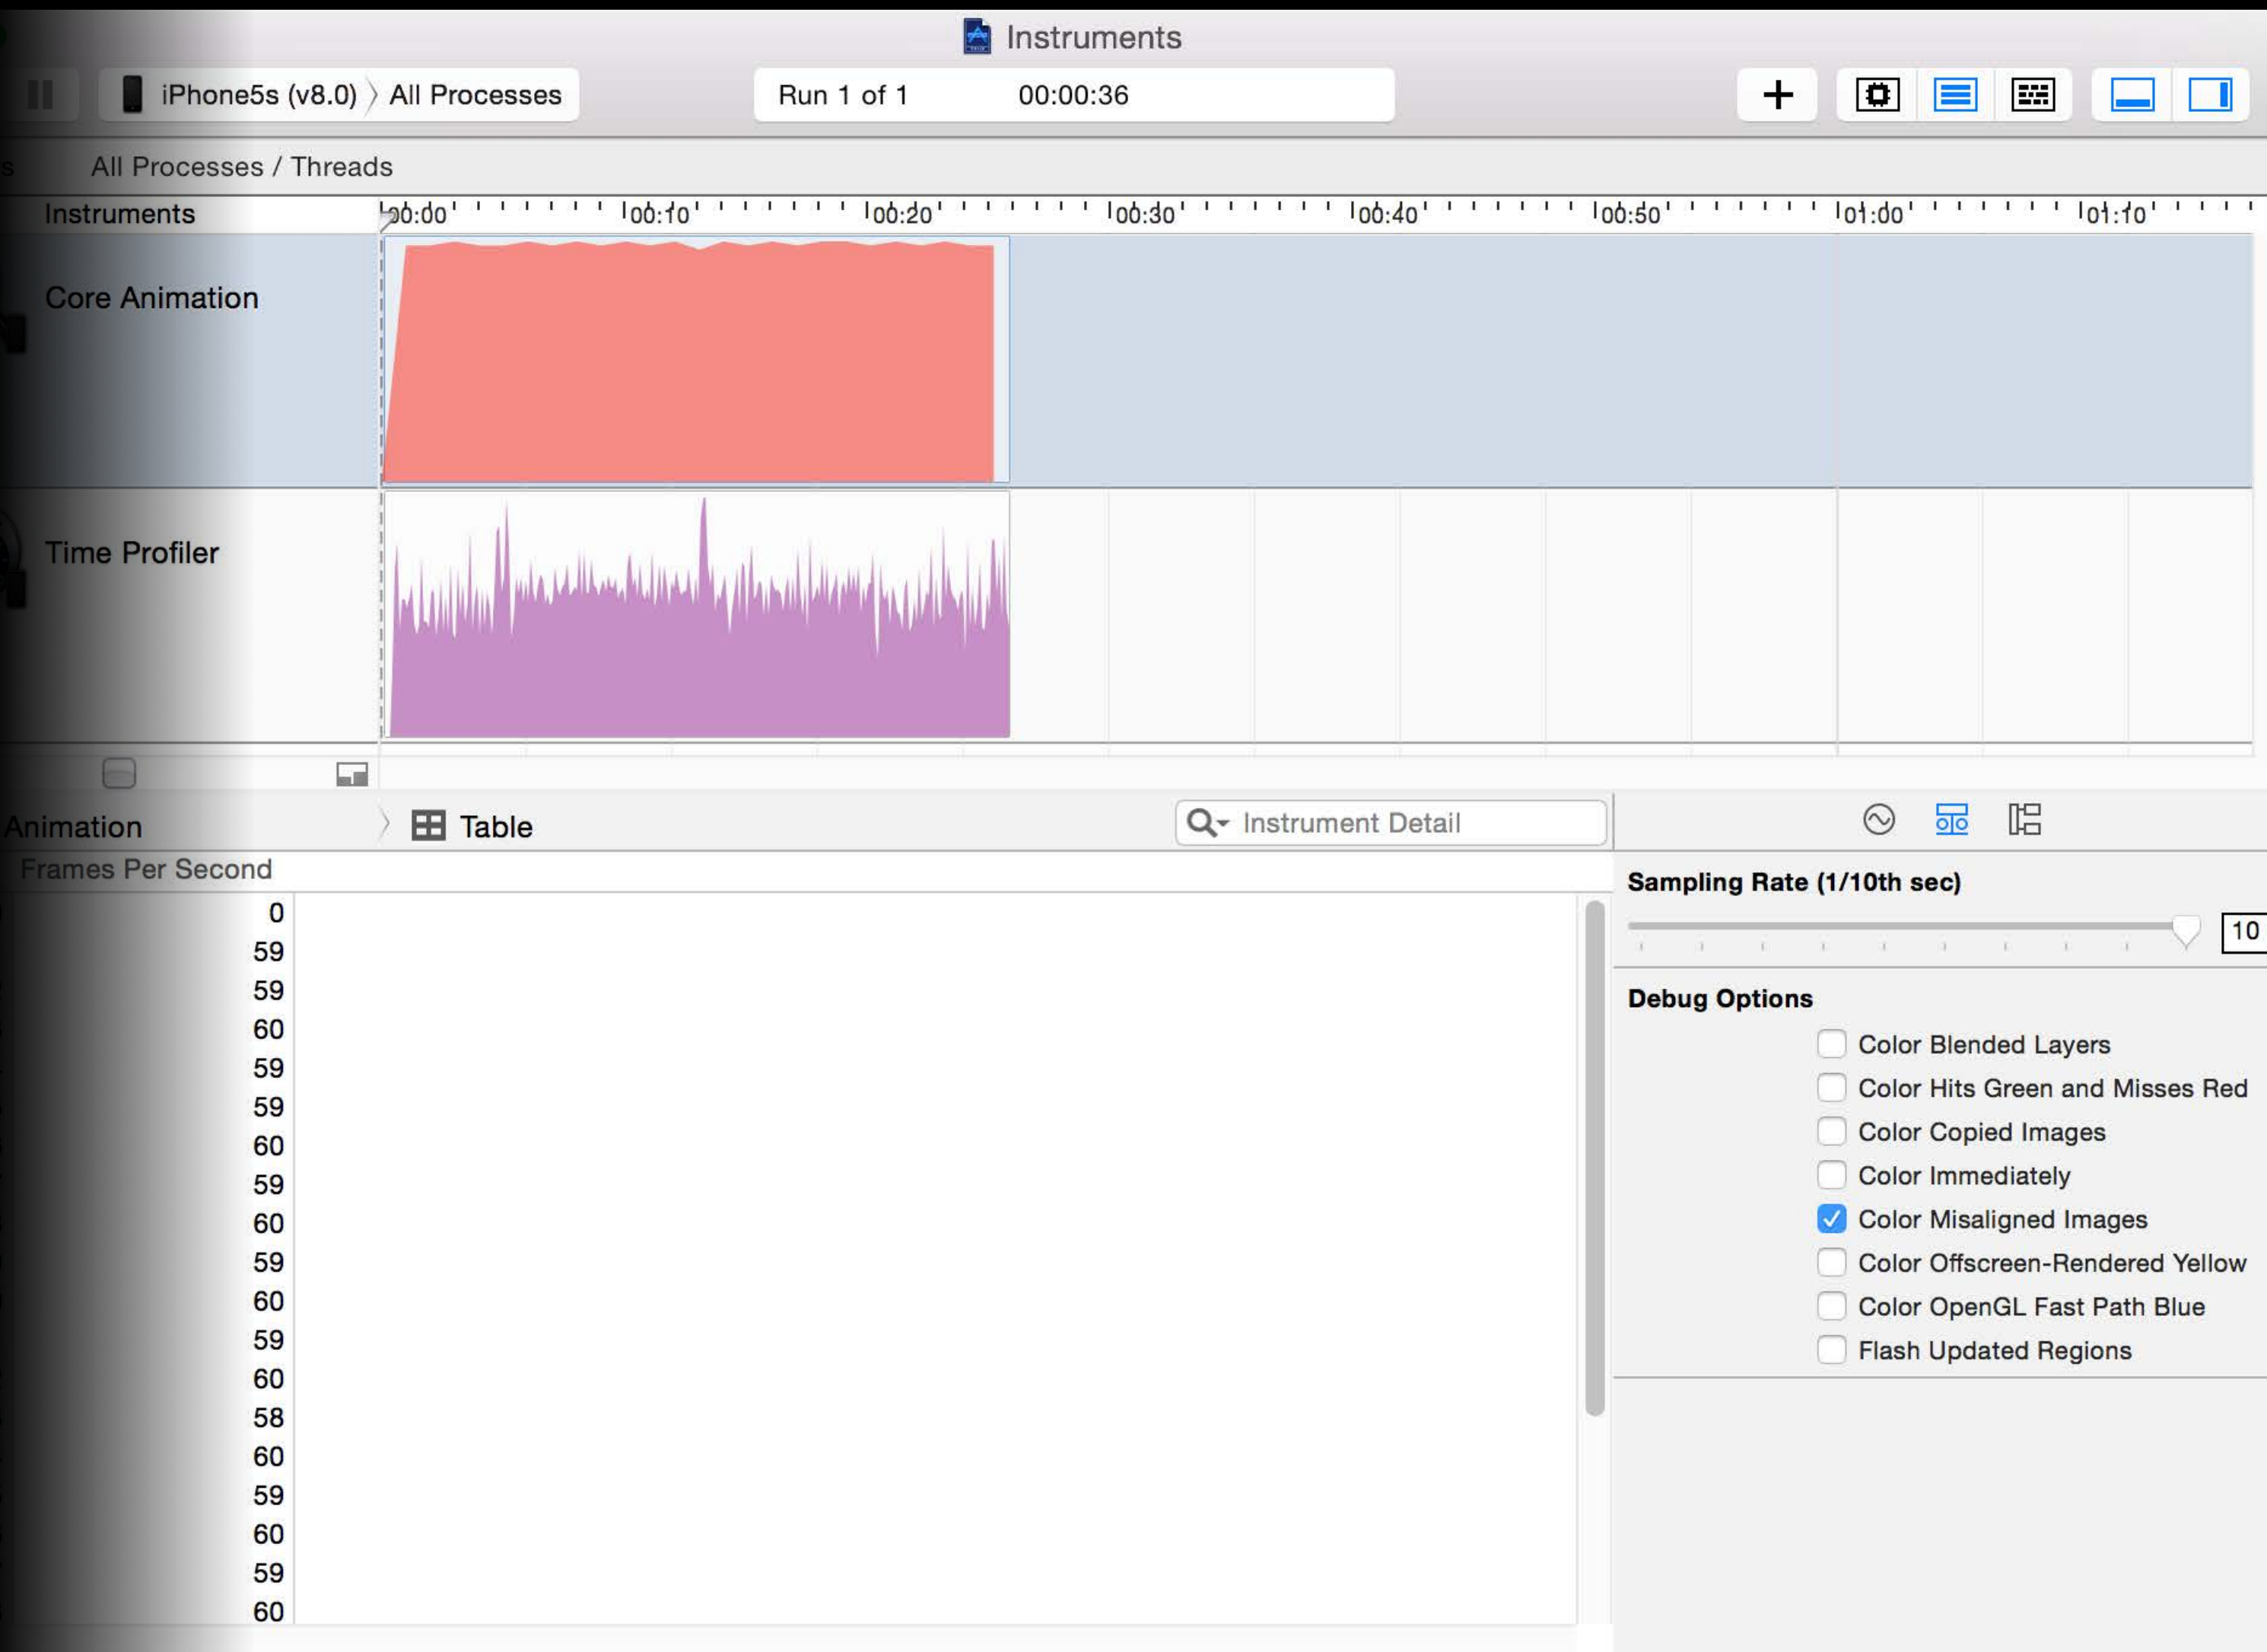 Instruments
iPhone5s (v8.0) 〉 All Processes
Run 1 of 1 00:00:36
s All Processes / Threads
Instruments 00:00 00:10 00:20 00:30 00:40 00:50 01:00 01:10
Core Animation
Time Profiler
Animation 〉 Table
Instrument Detail
Frames Per Second
0
59
59
60
59
59
60
59
60
59
60
59
60
58
60
59
60
59
60
Sampling Rate (1/10th sec)
10
Debug Options
Color Blended Layers
Color Hits Green and Misses Red
Color Copied Images
Color Immediately
Color Misaligned Images
Color Offscreen-Rendered Yellow
Color OpenGL Fast Path Blue
Flash Updated Regions